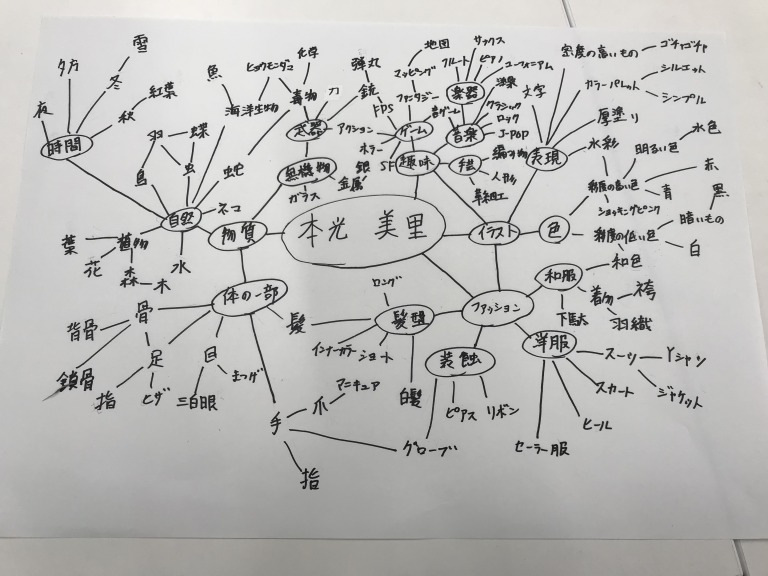 雪
夕方
冬
紅葉
秋
夜
時間
羽
蝶
虫
鳥
蛇
魚
ヒョウモンダコ
海洋生物
化学
毒物
武器
刀
銃
弾丸
アクション
FPS
ホラー
SF
ゲーム
音ゲーム
ファンタジー
マッピング
地図
フルート
サックス
ピアノ
ユーフォニアム
楽器
音楽
クラシック
ロック
J-POP
洋楽
趣味
編み物
人形
文字
表現
密度の高いもの
ゴチャゴチャ
カラーパレット
シルエット
シンプル
厚塗り
水彩
明るい色
水色
彩度の高い色
赤
青
ショッキングピンク
彩度の低い色
暗いもの
黒
白
色
イラスト
本光 美里
無機物
ガラス
金属
銀
物質
自然
ネコ
水
植物
葉
花
森
木
体の一部
骨
背骨
鎖骨
足
指
ヒザ
目
三白眼
まつげ
髪
手
爪
マニキュア
指
グローブ
髪型
ロング
インナーカラー
ショート
白髪
ファッション
装蝕
ピアス
リボン
和服
和色
着物
袴
羽織
下駄
洋服
スーツ
Yシャツ
ジャケット
スカート
ヒール
セーラー服